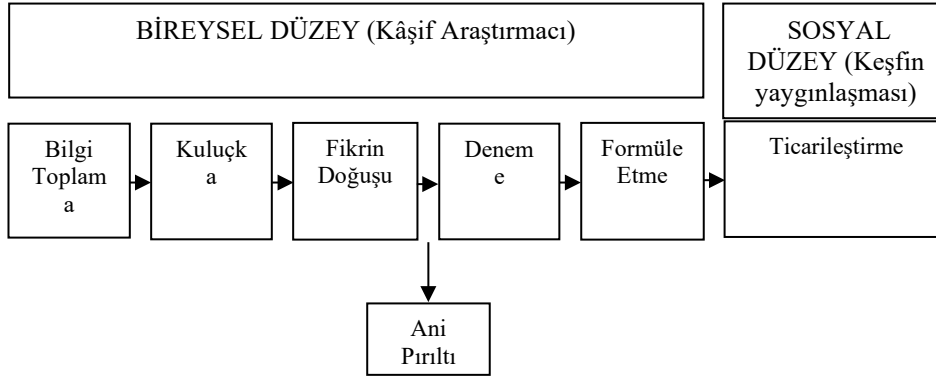 BİREYSEL DÜZEY (Kâşif Araştırmacı)
SOSYAL
DÜZEY (Keşfin
yaygınlaşması)
Bilgi
Toplam
a
Kuluçk
a
Fikrin
Doğuşu
Denem
e
Formüle
Etme
Ticarileştirme
Ani
Pırıltı